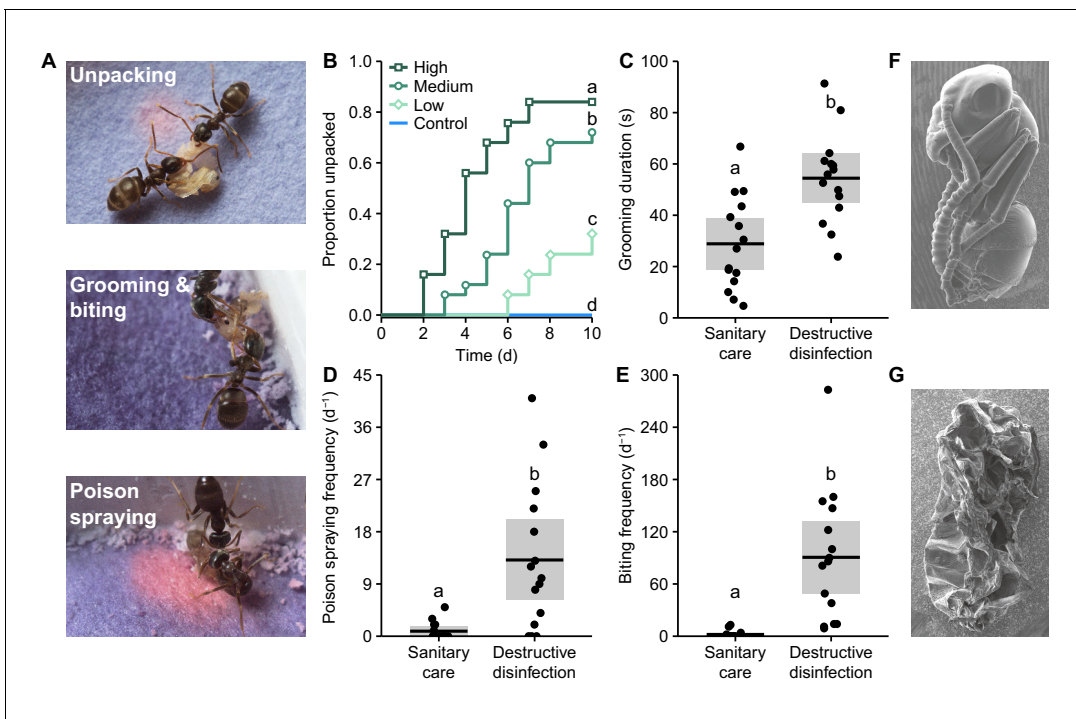 A
Unpacking
Grooming &
biting
Poison
spraying
B
Proportion unpacked
1.0
0.8
0.6
0.4
0.2
0.0
High
Medium
Low
Control
a
b
c
d
0 2 4 6 8 10
Time (d)
C
Grooming duration (s)
100
80
60
40
20
0
a
b
Sanitary
care
Destructive
disinfection
D
Poison spraying frequency (d⁻¹)
45
36
27
18
9
0
a
b
Sanitary
care
Destructive
disinfection
E
Biting frequency (d⁻¹)
300
240
180
120
60
0
a
b
Sanitary
care
Destructive
disinfection
F
G